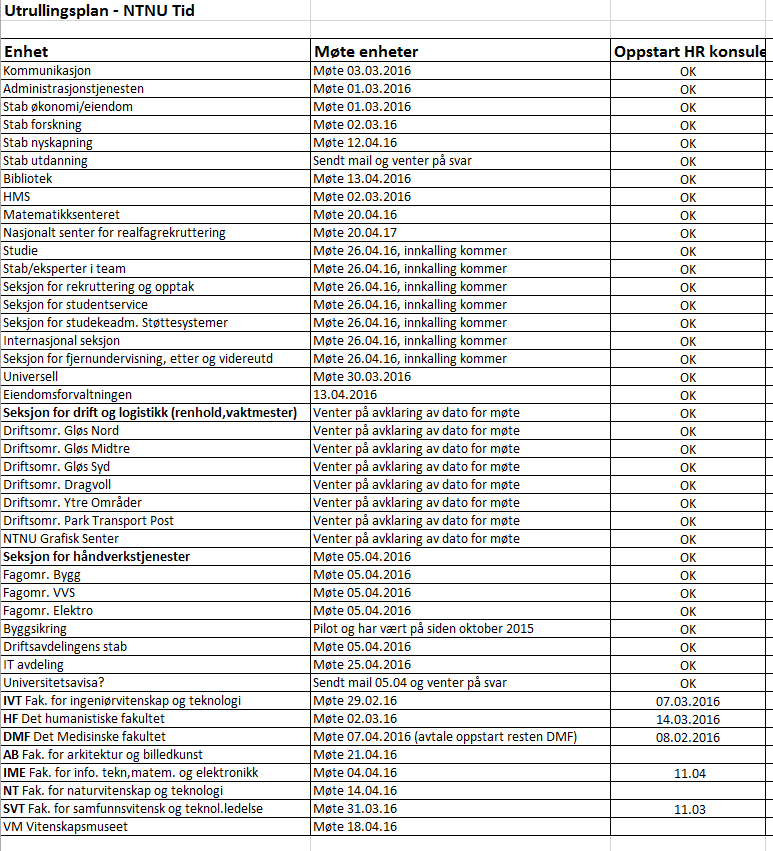 Utrullingsplan - NTNU Tid
Enhet Møte enheter Oppstart HR konsule
Kommunikasjon Møte 03.03.2016 OK
Administrasjonstjenesten Møte 01.03.2016 OK
Stab økonomi/eiendom Møte 01.03.2016 OK
Stab forskning Møte 02.03.16 OK
Stab nyskapning Møte 12.04.16 OK
Stab utdanning Sendt mail og venter på svar OK
Bibliotek Møte 13.04.2016 OK
HMS Møte 02.03.2016 OK
Matematikksenteret Møte 20.04.16 OK
Nasjonalt senter for realfagrekruttering Møte 20.04.17 OK
Studie Møte 26.04.16, innkalling kommer OK
Stab/eksperter i team Møte 26.04.16, innkalling kommer OK
Seksjon for rekruttering og opptak Møte 26.04.16, innkalling kommer OK
Seksjon for studentservice Møte 26.04.16, innkalling kommer OK
Seksjon for studekeadm. Støttesystemer Møte 26.04.16, innkalling kommer OK
Internasjonal seksjon Møte 26.04.16, innkalling kommer OK
Seksjon for fjernundervisning, etter og videreutd Møte 26.04.16, innkalling kommer OK
Universell Møte 30.03.2016 OK
Eiendomsforvaltningen 13.04.2016 OK
Seksjon for drift og logistikk (renhold,vaktmester) Venter på avklaring av dato for møte OK
Driftsomr. Gløs Nord Venter på avklaring av dato for møte OK
Driftsomr. Gløs Midtre Venter på avklaring av dato for møte OK
Driftsomr. Gløs Syd Venter på avklaring av dato for møte OK
Driftsomr. Dragvoll Venter på avklaring av dato for møte OK
Driftsomr. Ytre Områder Venter på avklaring av dato for møte OK
Driftsomr. Park Transport Post Venter på avklaring av dato for møte OK
NTNU Grafisk Senter Venter på avklaring av dato for møte OK
Seksjon for håndverkstjenester Møte 05.04.2016 OK
Fagomr. Bygg Møte 05.04.2016 OK
Fagomr. VVS Møte 05.04.2016 OK
Fagomr. Elektro Møte 05.04.2016 OK
Byggsikring Pilot og har vært på siden oktober 2015 OK
Driftsavdelingens stab Møte 05.04.2016 OK
IT avdeling Møte 25.04.2016 OK
Universitetsavisa? Sendt mail 05.04 og venter på svar OK
IVT Fak. for ingeniørvitenskap og teknologi Møte 29.02.16 07.03.2016
HF Det humanistiske fakultet Møte 02.03.16 14.03.2016
DMF Det Medisinske fakultet Møte 07.04.2016 (avtale oppstart resten DMF) 08.02.2016
AB Fak. for arkitektur og billedkunst Møte 21.04.16
IME Fak. for info. tekn,matem. og elektronikk Møte 04.04.16 11.04
NT Fak. for naturvitenskap og teknologi Møte 14.04.16
SVT Fak. for samfunnsvitensk og teknol.ledelse Møte 31.03.16 11.03
VM Vitenskapsmuseet Møte 18.04.16